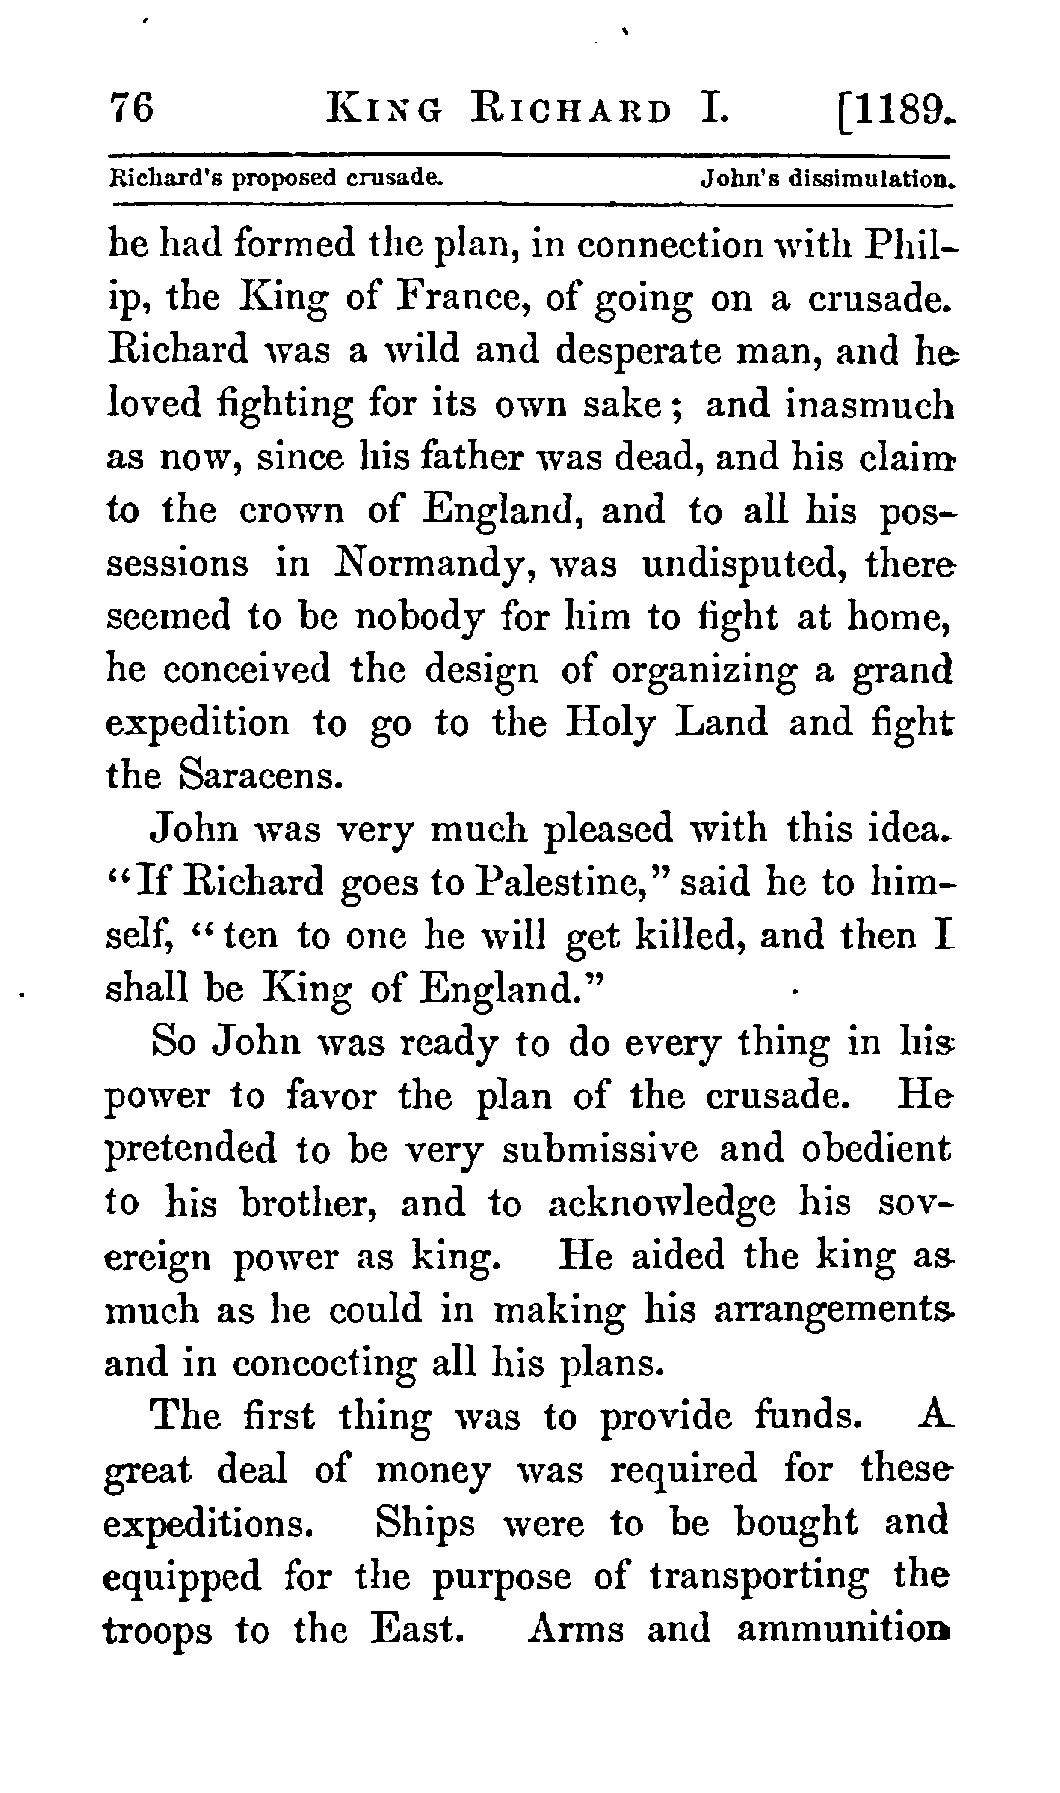 76 King Richard I. [1189.
Richard's proposed crusade. John's dissimulation.
he had formed the plan, in connection with Phil-
ip, the King of France, of going on a crusade.
Richard was a wild and desperate man, and he
loved fighting for its own sake; and inasmuch
as now, since his father was dead, and his claim
to the crown of England, and to all his pos-
sessions in Normandy, was undisputed, there
seemed to be nobody for him to fight at home,
he conceived the design of organizing a grand
expedition to go to the Holy Land and fight
the Saracens.
John was very much pleased with this idea.
"If Richard goes to Palestine," said he to him-
self, "ten to one he will get killed, and then I
shall be King of England."
So John was ready to do every thing in his
power to favor the plan of the crusade. He
pretended to be very submissive and obedient
to his brother, and to acknowledge his sov-
ereign power as king. He aided the king as
much as he could in making his arrangements
and in concocting all his plans.
The first thing was to provide funds. A
great deal of money was required for these
expeditions. Ships were to be bought and
equipped for the purpose of transporting the
troops to the East. Arms and ammunition